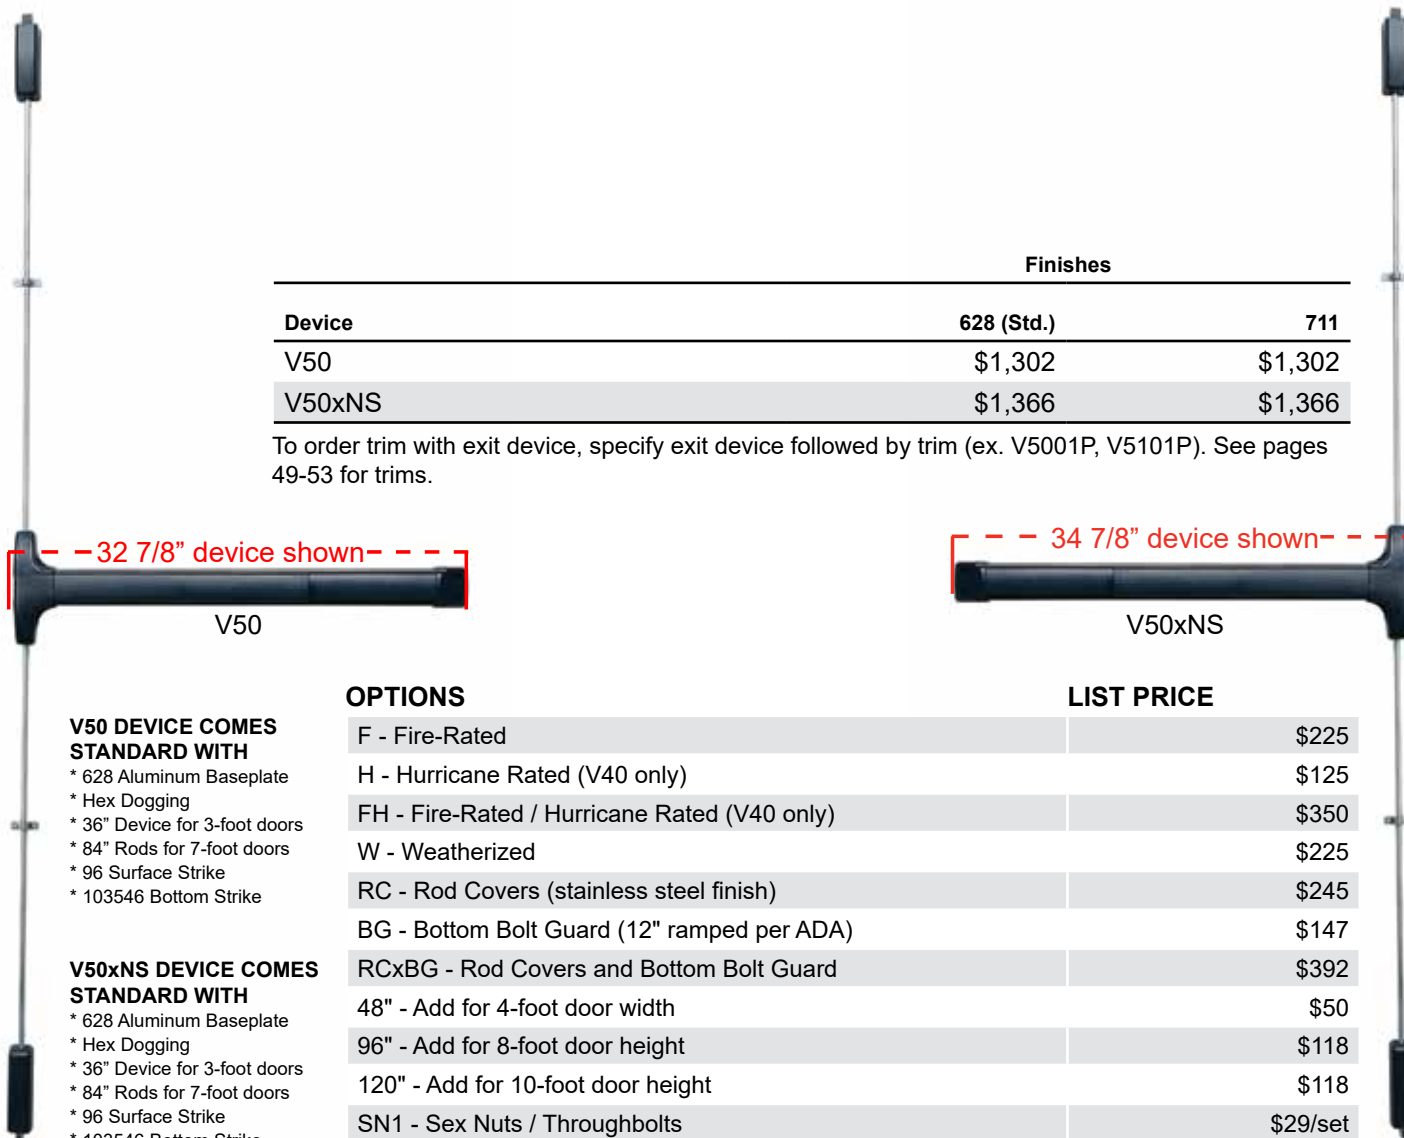 Finishes
Device 628 (Std.) 711
V50 $1,302 $1,302
V50xNS $1,366 $1,366
To order trim with exit device, specify exit device followed by trim (ex. V5001P, V5101P). See pages
49-53 for trims.
32 7/8” device shown
34 7/8” device shown
V50
V50xNS
V50 DEVICE COMES
STANDARD WITH
* 628 Aluminum Baseplate
* Hex Dogging
* 36” Device for 3-foot doors
* 84” Rods for 7-foot doors
* 96 Surface Strike
* 103546 Bottom Strike
V50xNS DEVICE COMES
STANDARD WITH
* 628 Aluminum Baseplate
* Hex Dogging
* 36” Device for 3-foot doors
* 84” Rods for 7-foot doors
* 96 Surface Strike
* 103546 Bottom Strike
OPTIONS LIST PRICE
F - Fire-Rated $225
H - Hurricane Rated (V40 only) $125
FH - Fire-Rated / Hurricane Rated (V40 only) $350
W - Weatherized $225
RC - Rod Covers (stainless steel finish) $245
BG - Bottom Bolt Guard (12" ramped per ADA) $147
RCxBG - Rod Covers and Bottom Bolt Guard $392
48" - Add for 4-foot door width $50
96" - Add for 8-foot door height $118
120" - Add for 10-foot door height $118
SN1 - Sex Nuts / Throughbolts $29/set